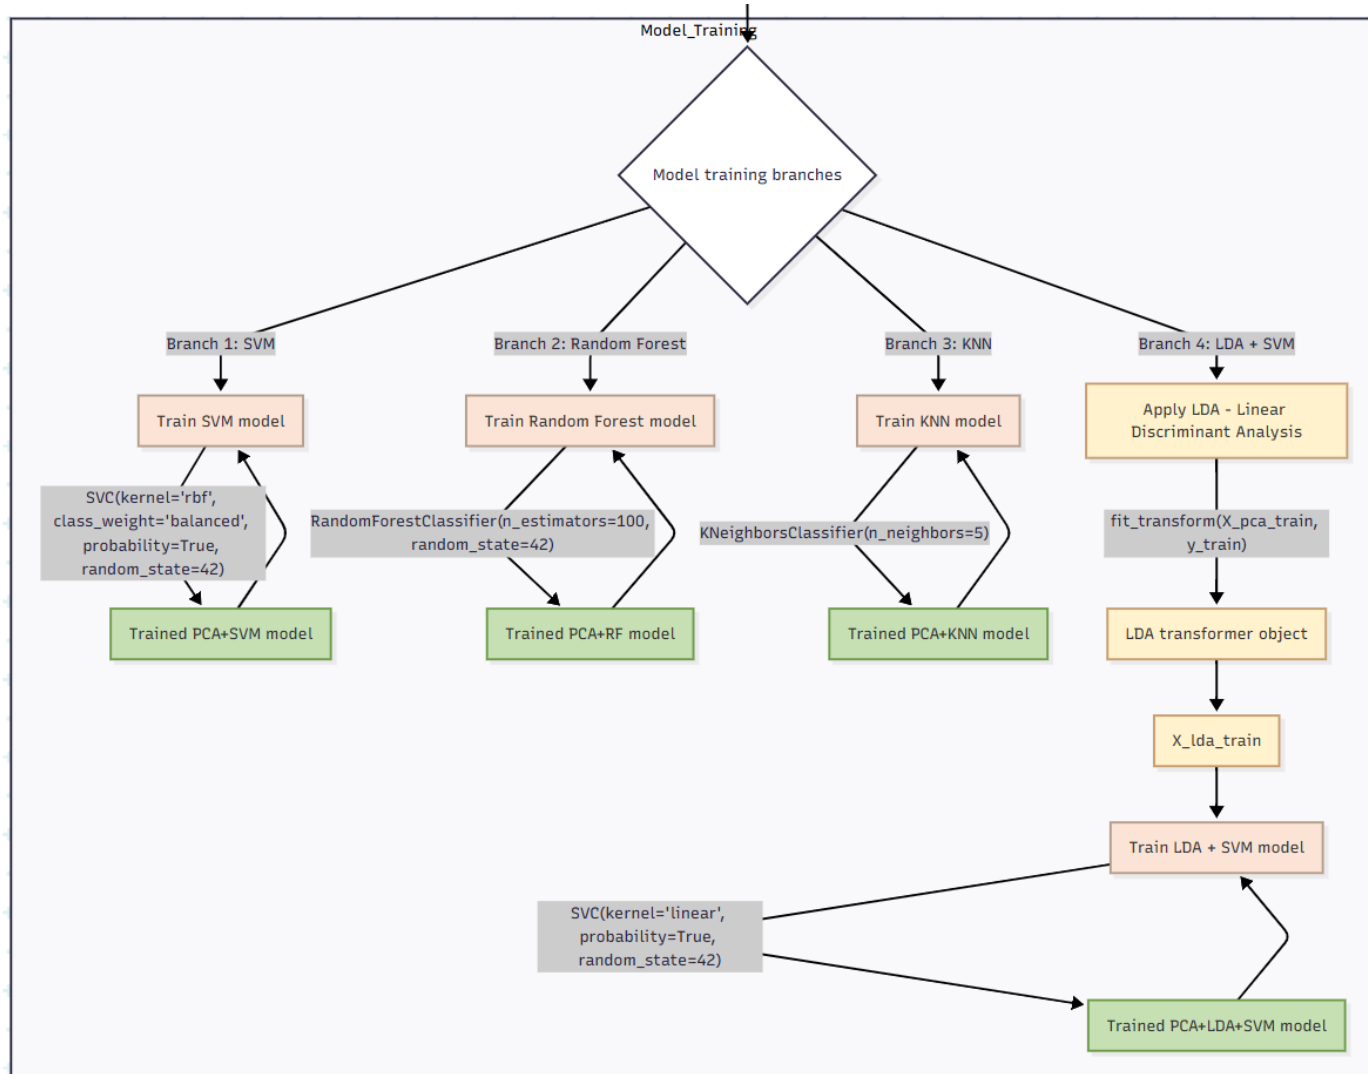 Model_Training
Model training branches
Branch 1: SVM
Branch 2: Random Forest
Branch 3: KNN
Branch 4: LDA + SVM
Train SVM model
Train Random Forest model
Train KNN model
Apply LDA - Linear
Discriminant Analysis
SVC(kernel='rbf',
class_weight='balanced',
probability=True,
random_state=42)
RandomForestClassifier(n_estimators=100,
random_state=42)
KNeighborsClassifier(n_neighbors=5)
fit_transform(X_pca_train,
y_train)
Trained PCA+SVM model
Trained PCA+RF model
Trained PCA+KNN model
LDA transformer object
X_lda_train
Train LDA + SVM model
SVC(kernel='linear',
probability=True,
random_state=42)
Trained PCA+LDA+SVM model